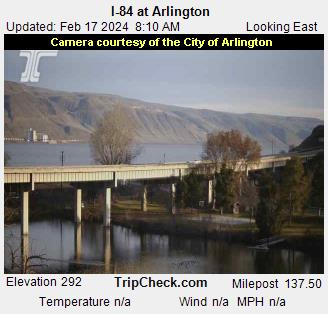 I-84 at Arlington
Updated: Feb 17 2024 8:10 AM Looking East
Camera courtesy of the City of Arlington
Elevation 292 TripCheck.com Milepost 137.50
Temperature n/a Wind n/a MPH n/a